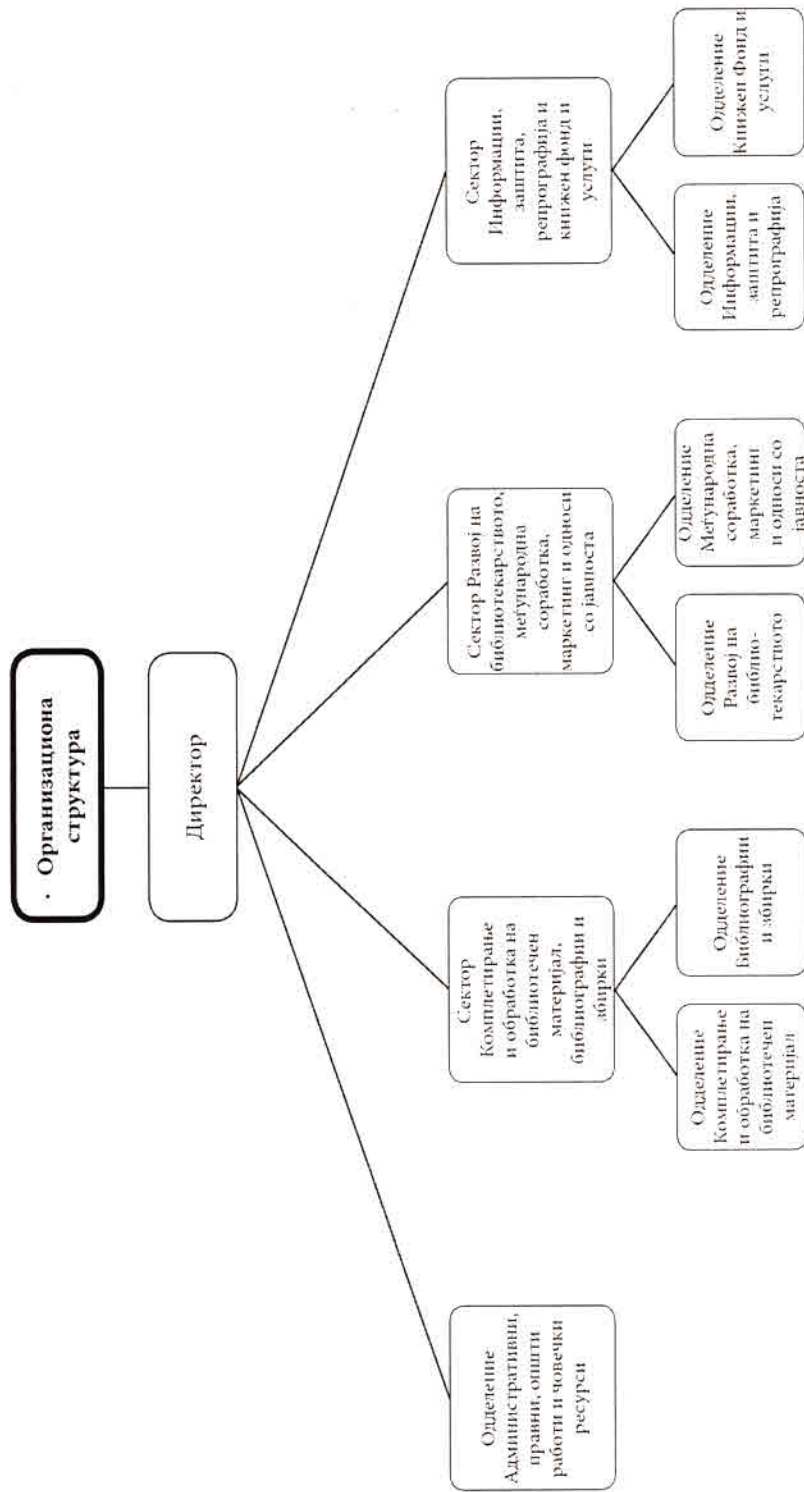 · Организациона
структура
Директор
Одделение
Административни,
правни, општи
работи и човечки
ресурси
Сектор
Комплетирање
и обработка на
библиотечен
материјал,
библиографии и
збирки
Сектор Развој на
библиотекарството,
меѓународна
соработка,
маркетинг и односи
со јавноста
Сектор
Информации,
заштита,
репрографија и
книжен фонд и
услуги
Одделение
Комплетирање
и обработка на
библиотечен
материјал
Одделение
Библиографии
и збирки
Одделение
Развој на
библио-
текарството
Одделение
Меѓународна
соработка,
маркетинг
и односи со
јавноста
Одделение
Информации,
заштита и
репрографија
Одделение
Книжен Фонд и
услуги